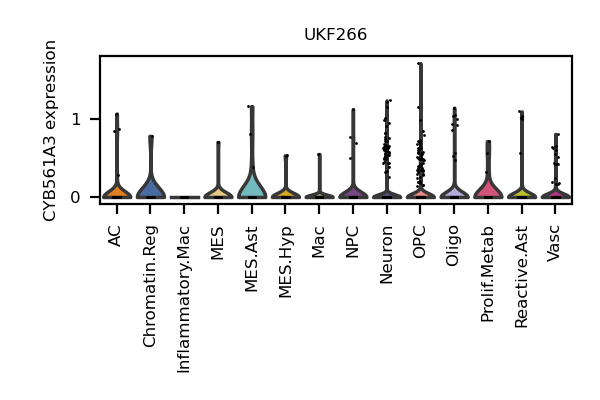 UKF266
CYB561A3 expression
1
0
AC
Chromatin.Reg
Inflammatory.Mac
MES
MES.Ast
MES.Hyp
Mac
NPC
Neuron
OPC
Oligo
Prolif.Metab
Reactive.Ast
Vasc